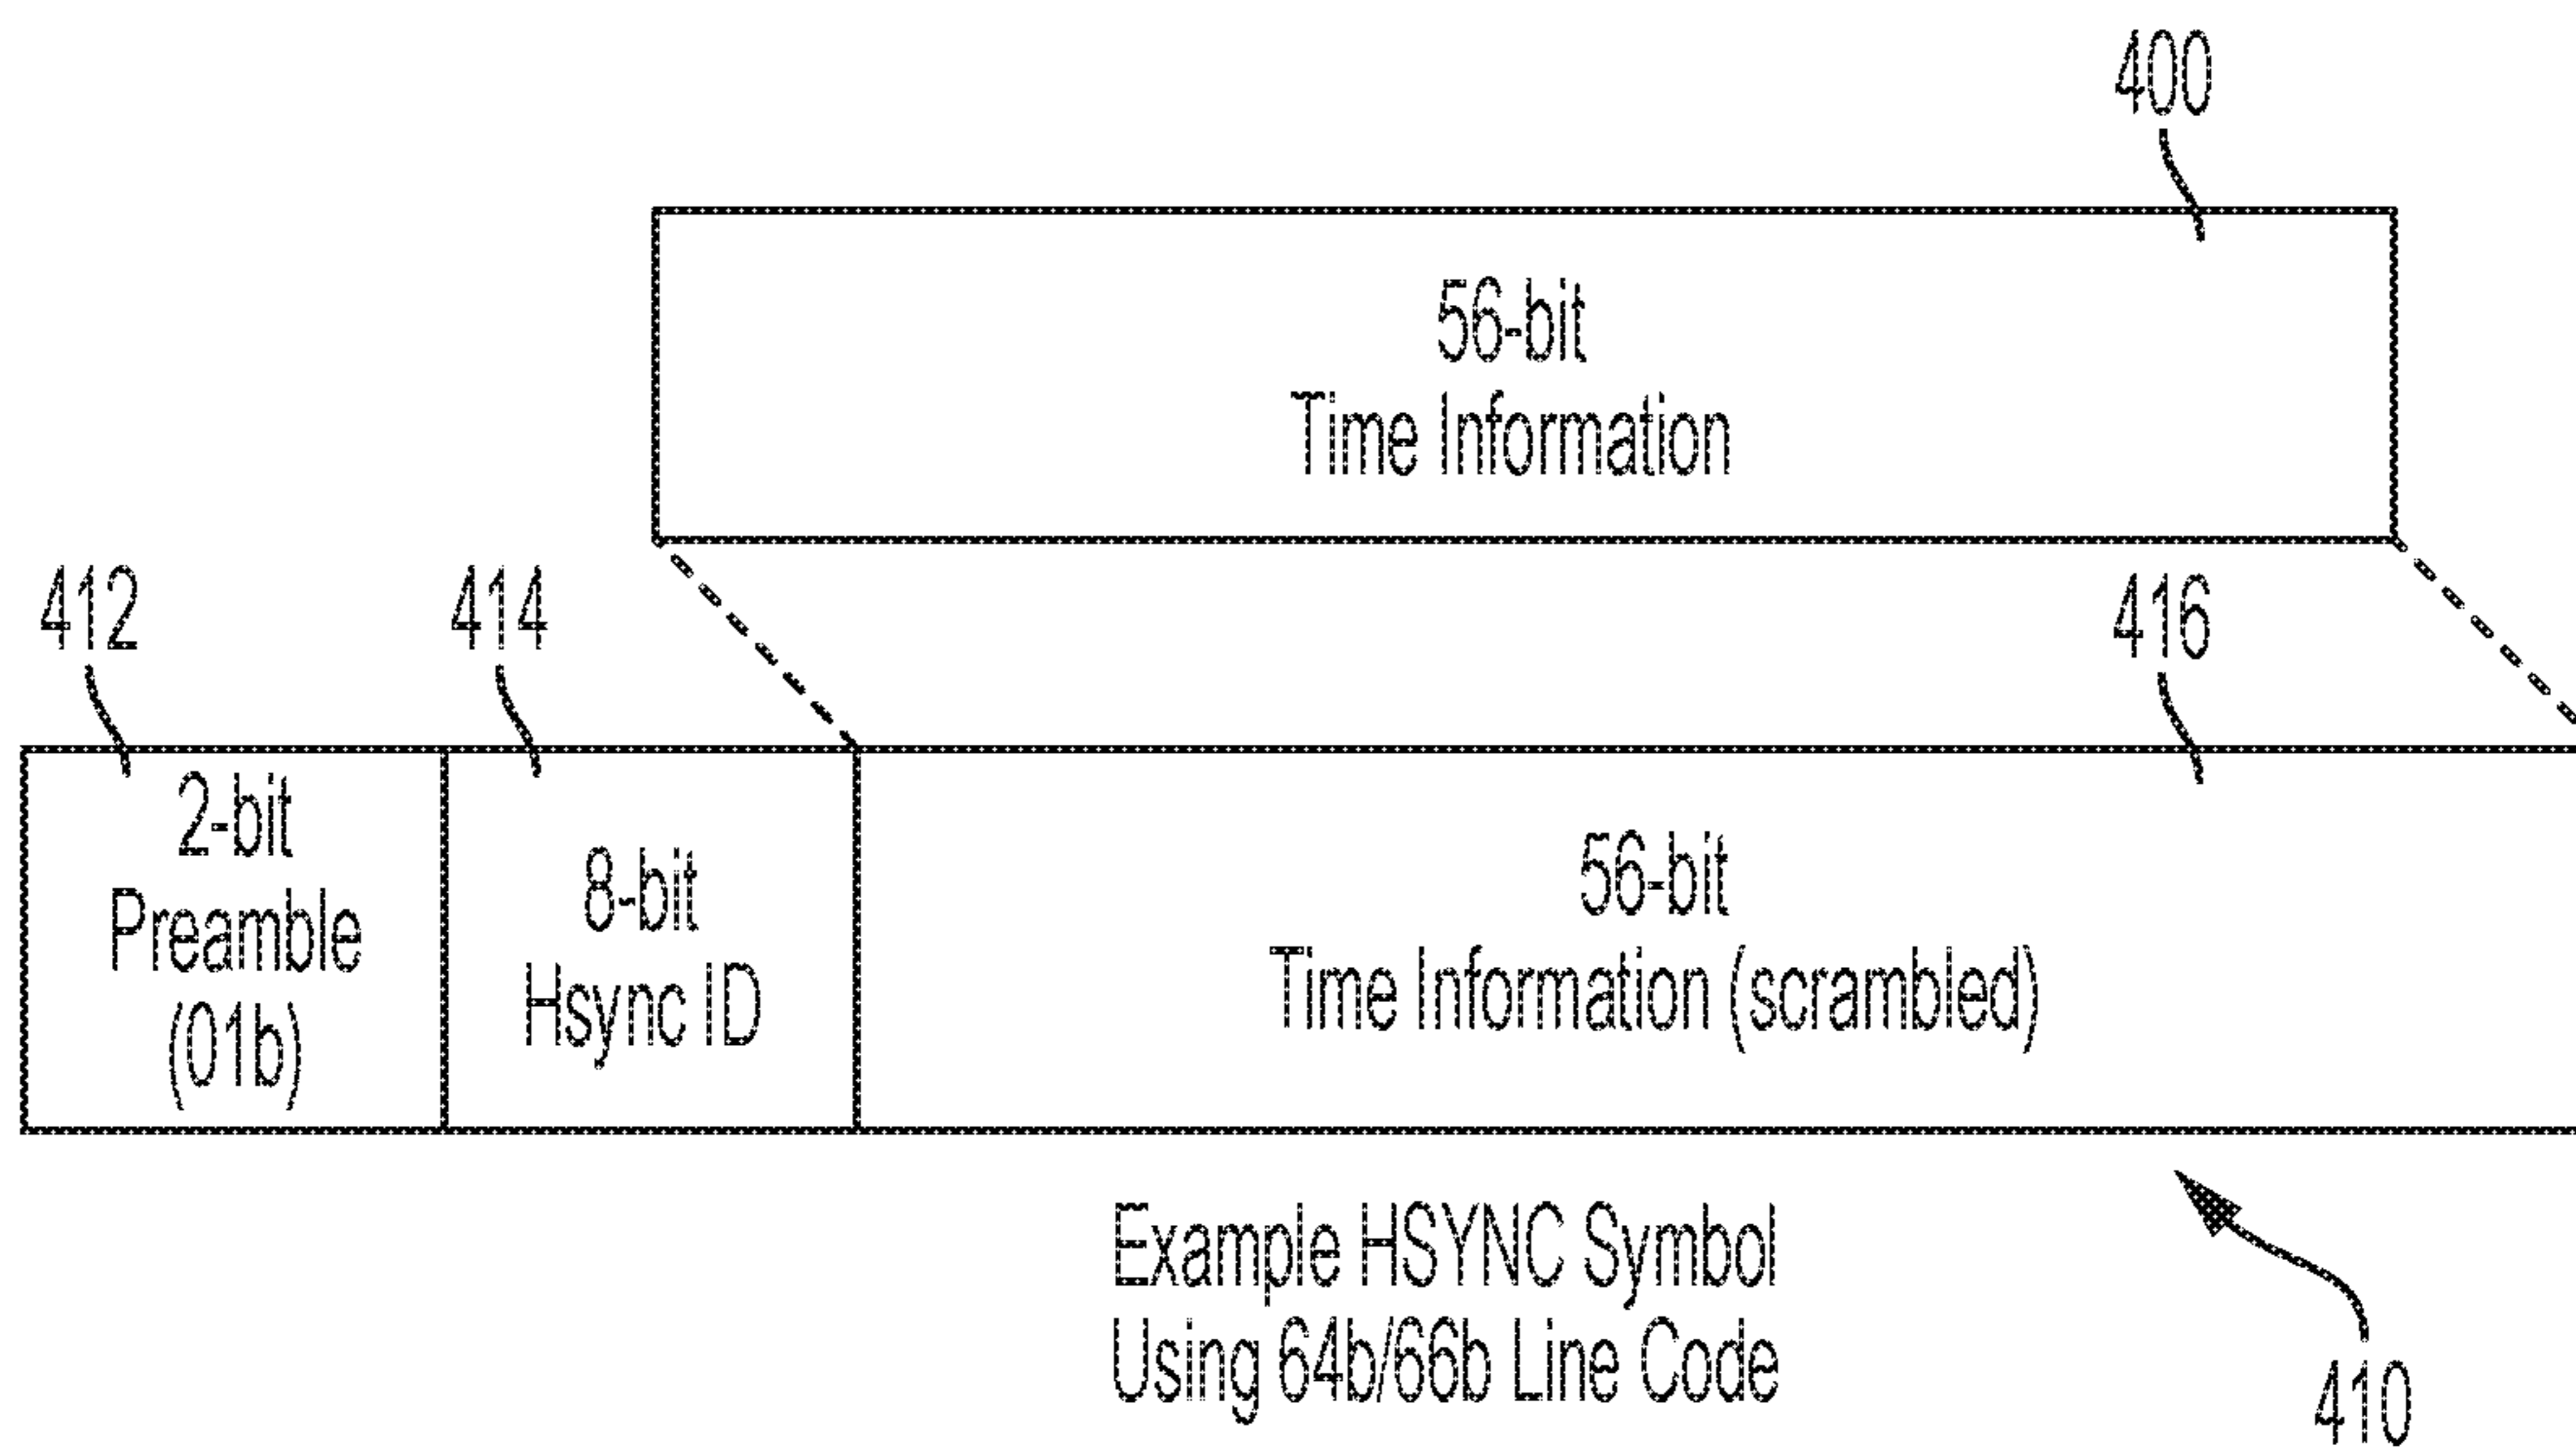 400
56-bit
Time Information
412
414
416
2-bit
Preamble
(01b)
8-bit
Hsync ID
56-bit
Time Information (scrambled)
Example HSYNC Symbol
Using 64b/66b Line Code
410